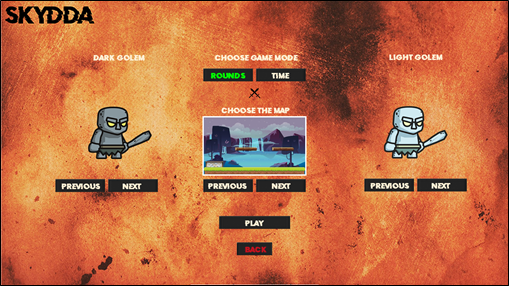 SKYDDA
DARK GOLEM
CHOOSE GAME MODE
LIGHT GOLEM
ROUNDS
TIME
CHOOSE THE MAP
PREVIOUS
NEXT
PREVIOUS
NEXT
PREVIOUS
NEXT
PLAY
BACK